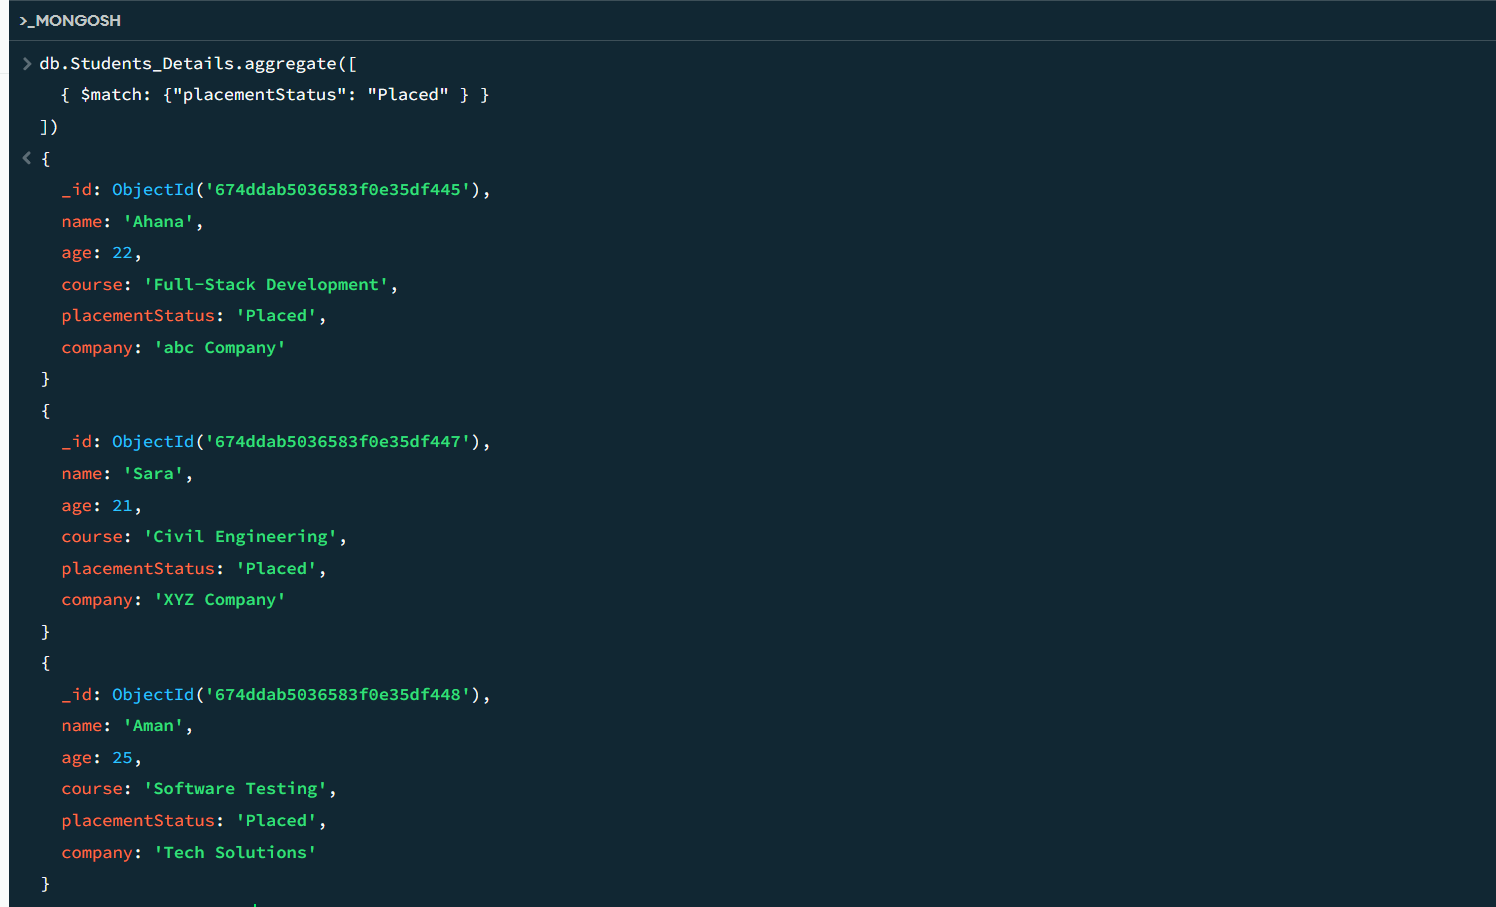 >_MONGOSH
> db.Students_Details.aggregate([
{ $match: {"placementStatus": "Placed" } }
])
< {
_id: ObjectId('674ddab5036583f0e35df445'),
name: 'Ahana',
age: 22,
course: 'Full-Stack Development',
placementStatus: 'Placed',
company: 'abc Company'
}
{
_id: ObjectId('674ddab5036583f0e35df447'),
name: 'Sara',
age: 21,
course: 'Civil Engineering',
placementStatus: 'Placed',
company: 'XYZ Company'
}
{
_id: ObjectId('674ddab5036583f0e35df448'),
name: 'Aman',
age: 25,
course: 'Software Testing',
placementStatus: 'Placed',
company: 'Tech Solutions'
}